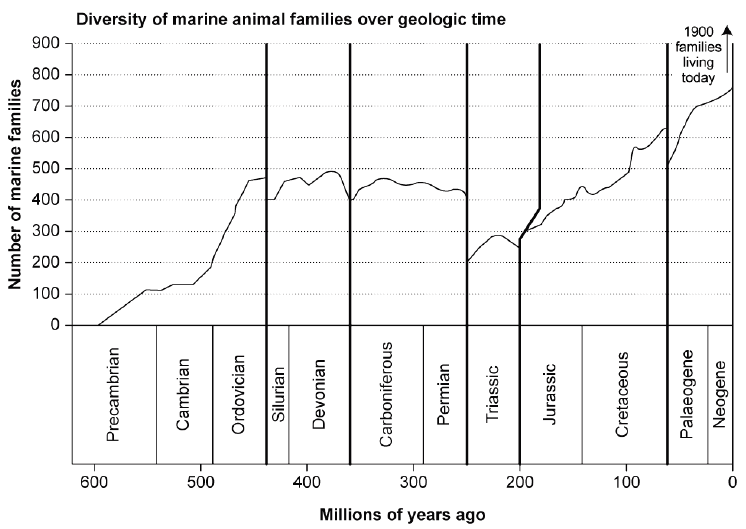 Diversity of marine animal families over geologic time
1900
families
living
today
Number of marine families
900
800
700
600
500
400
300
200
100
0
Precambrian
Cambrian
Ordovician
Silurian
Devonian
Carboniferous
Permian
Triassic
Jurassic
Cretaceous
Palaeogene
Neogene
600
500
400
300
200
100
0
Millions of years ago